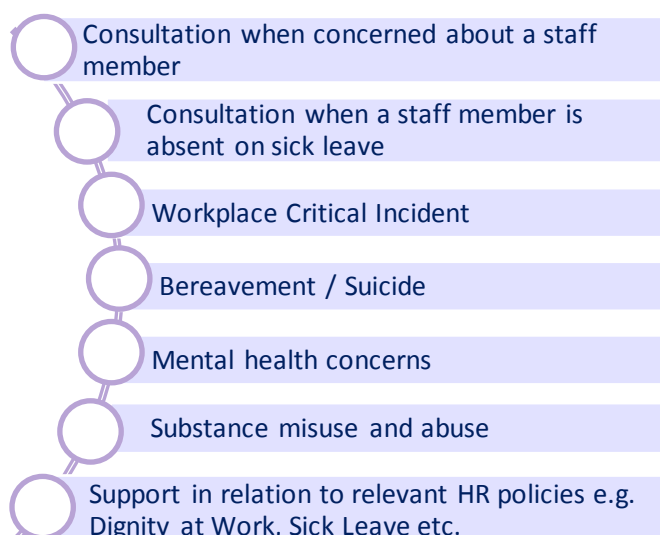 Consultation when concerned about a staff
member
Consultation when a staff member is
absent on sick leave
Workplace Critical Incident
Bereavement / Suicide
Mental health concerns
Substance misuse and abuse
Support in relation to relevant HR policies e.g.
Dignity at Work, Sick Leave etc.